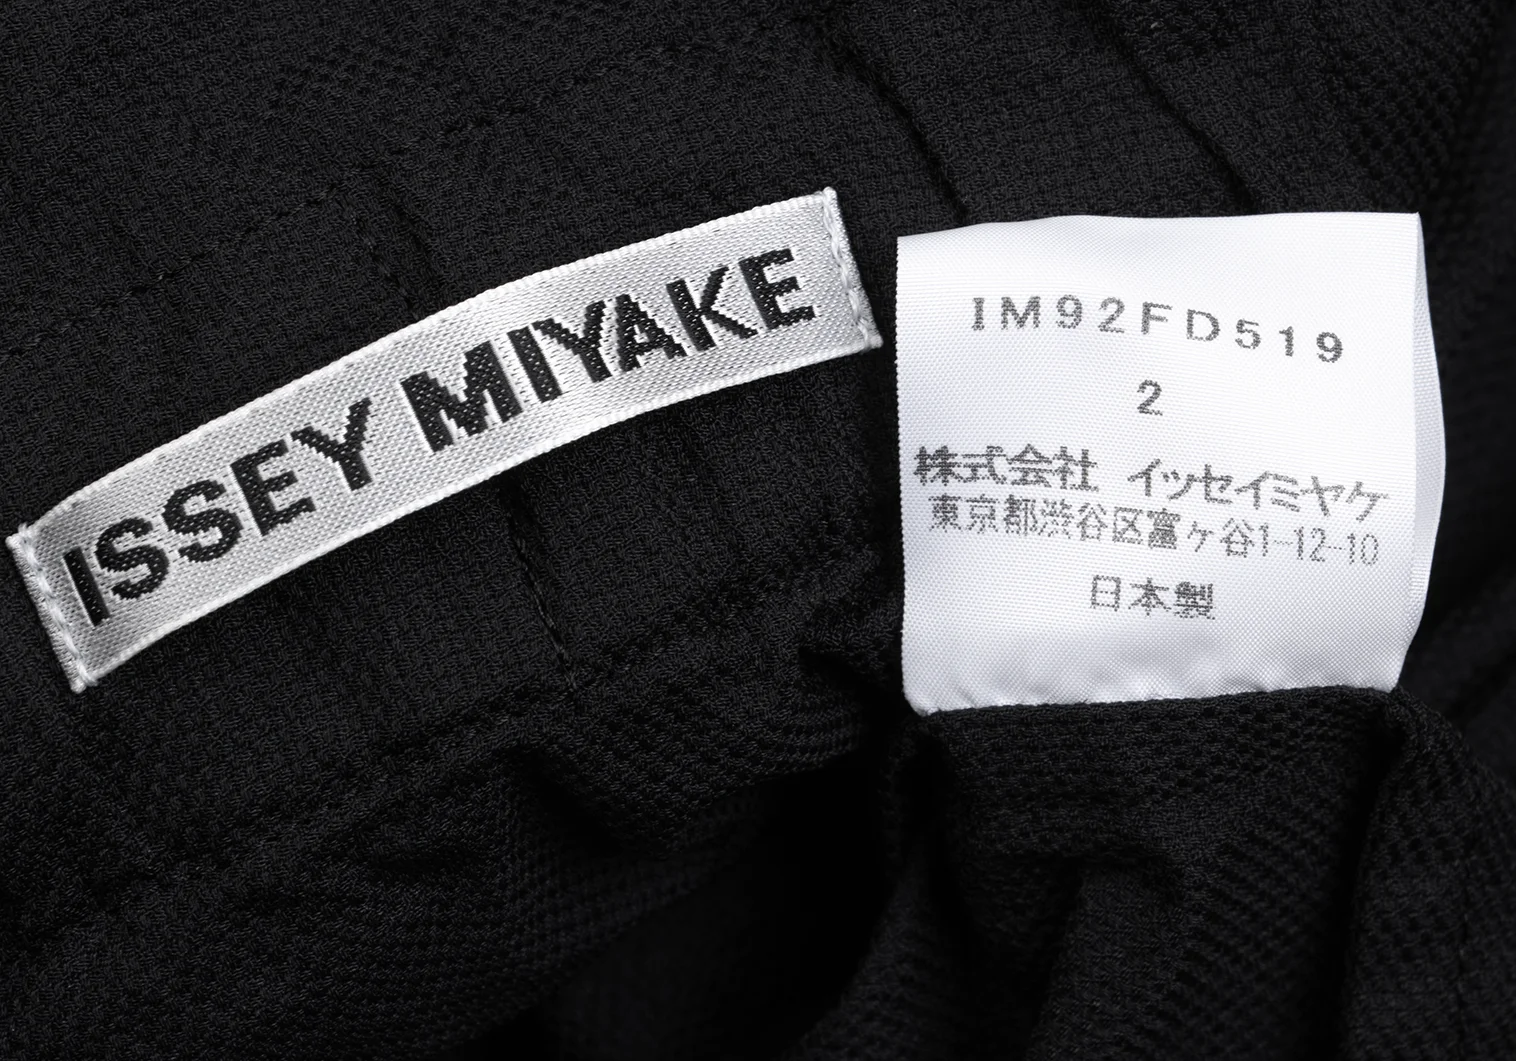 ISSEY MIYAKE
IM92FD519
2
株式会社 イッセイミヤケ
東京都渋谷区富ヶ谷1-12-10
日本製